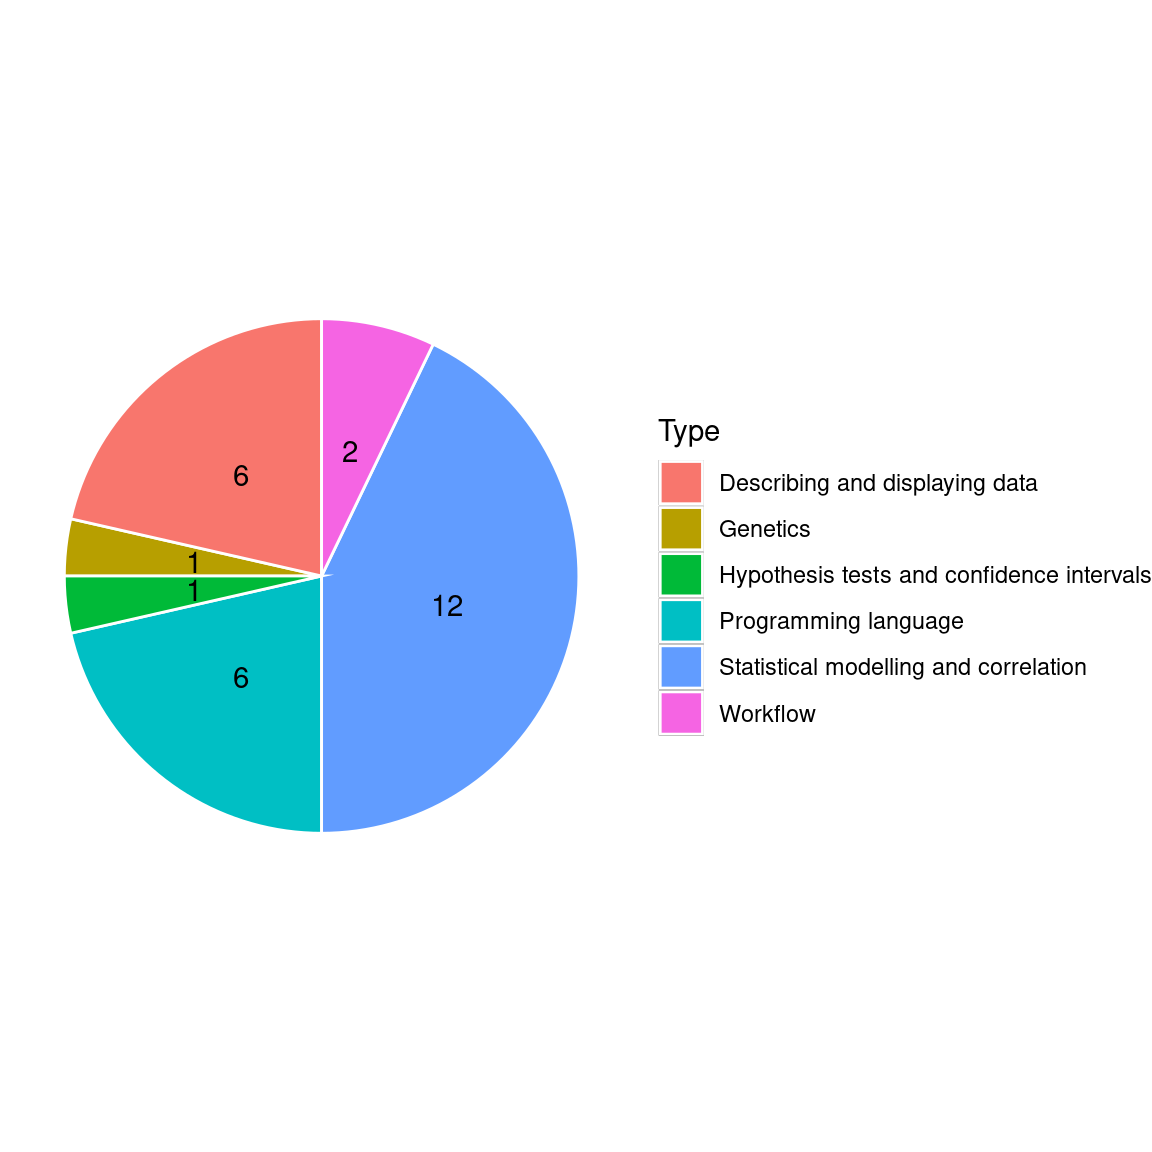 2
6
1
1
12
6
Type
Describing and displaying data
Genetics
Hypothesis tests and confidence intervals
Programming language
Statistical modelling and correlation
Workflow